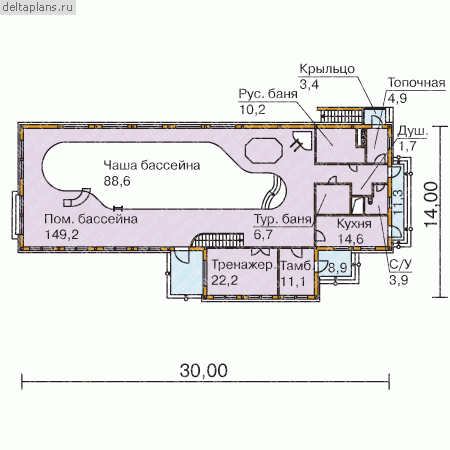 deltaplans.ru
Крыльцо
3,4
Топочная
4,9
Рус. баня
10,2
Душ.
1,7
Чаша бассейна
88,6
11,3
14,00
Пом. бассейна
149,2
Тур. баня
6,7
Кухня
14,6
Тренажер.
22,2
Тамб.
11,1
8,9
С/У
3,9
30,00